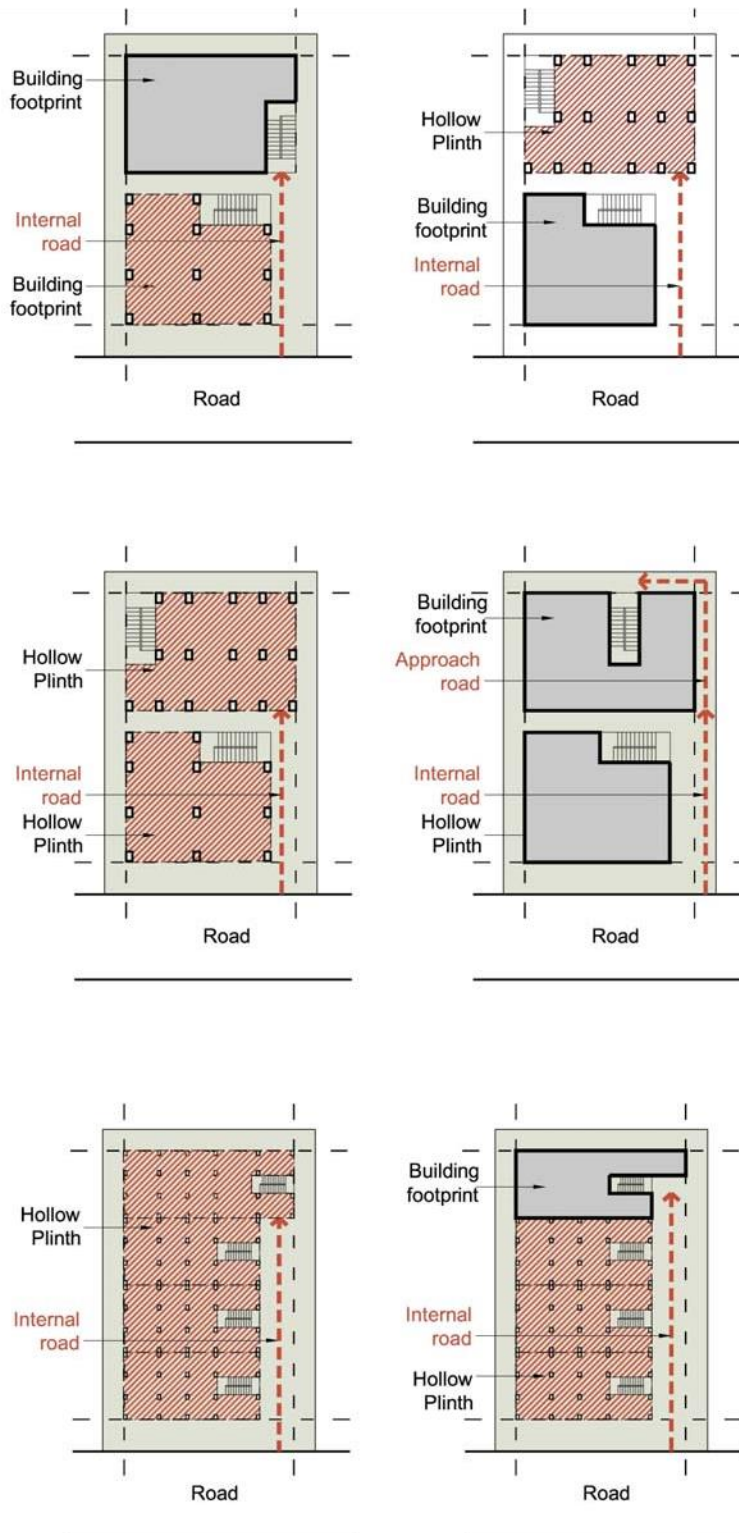 Building
footprint
Internal
road
Building
footprint
Road
Hollow
Plinth
Building
footprint
Internal
road
Road
Hollow
Plinth
Internal
road
Hollow
Plinth
Road
Building
footprint
Approach
road
Internal
road
Hollow
Plinth
Road
Hollow
Plinth
Internal
road
Road
Building
footprint
Internal
road
Hollow
Plinth
Road